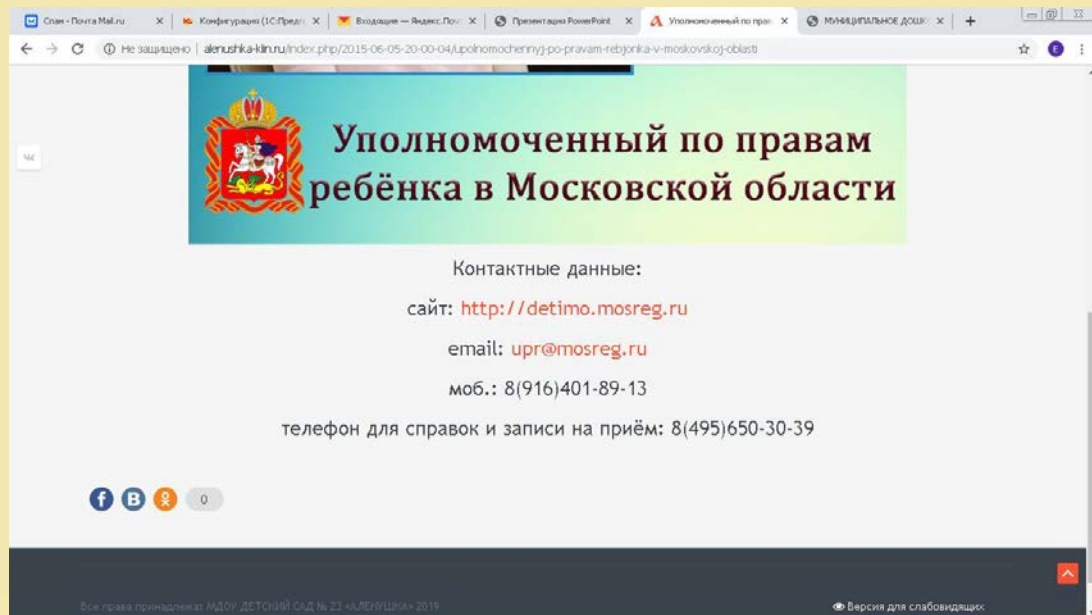 Спам - Почта Mail.ru
Конфигурация (1С:Предпр
Входящие — Яндекс.Поч
Презентация PowerPoint
Уполномоченный по прав
МУНИЦИПАЛЬНОЕ ДОШК
Не защищено | alenushka-klin.ru/index.php/2015-06-05-20-00-04/upolnomochennyj-po-pravam-rebjonka-v-moskovskoj-oblasti
E
Уполномоченный по правам
ребёнка в Московской области
Контактные данные:
сайт: http://detimo.mosreg.ru
email: upr@mosreg.ru
моб.: 8(916)401-89-13
телефон для справок и записи на приём: 8(495)650-30-39
0
Все права принадлежат МДОУ ДЕТСКИЙ САД № 23 «АЛЕНУШКА» 2019
Версия для слабовидящих